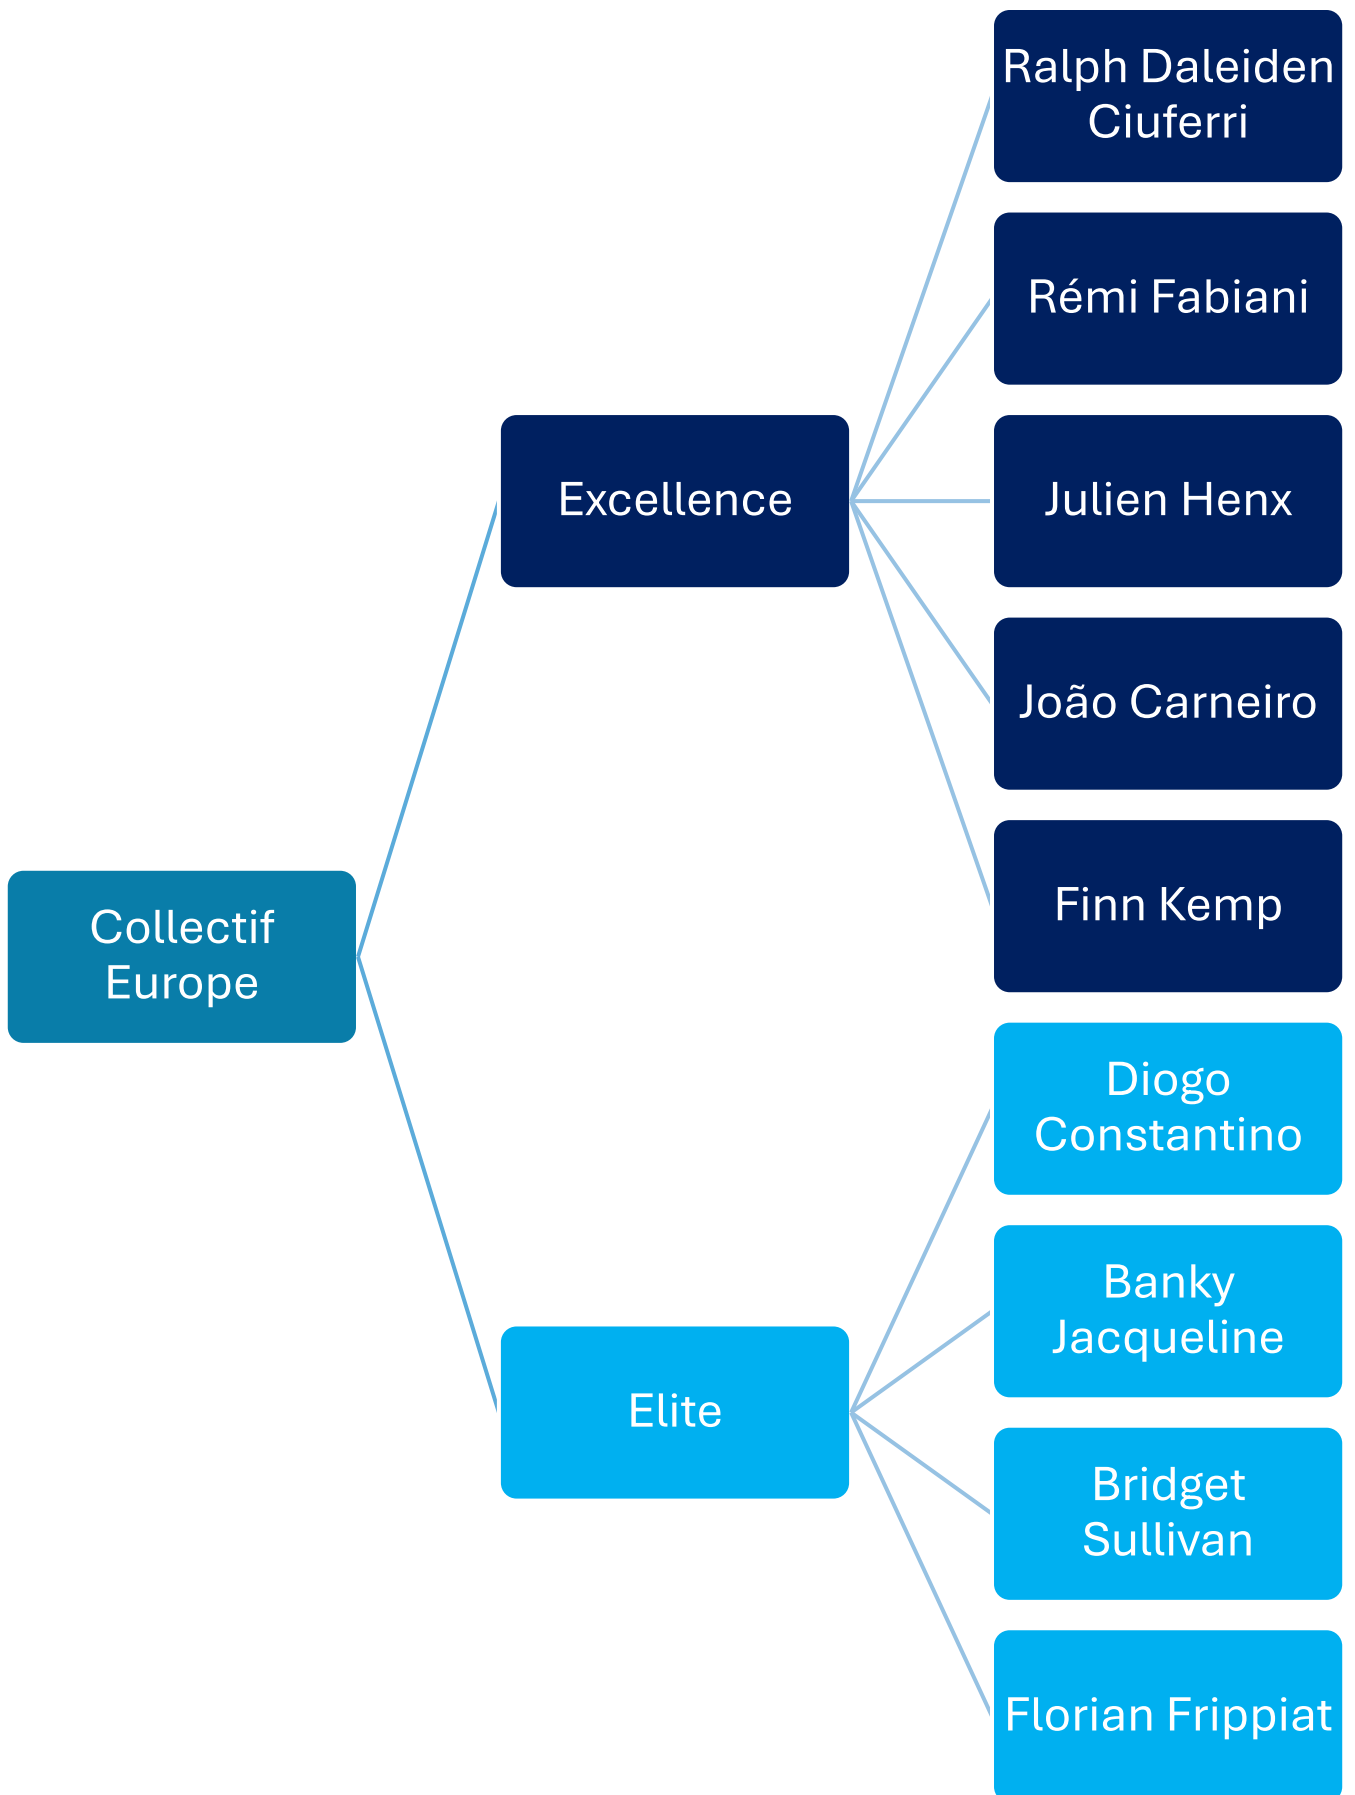 Ralph Daleiden
Ciuferri
Rémi Fabiani
Excellence
Julien Henx
João Carneiro
Finn Kemp
Collectif
Europe
Diogo
Constantino
Banky
Jacqueline
Elite
Bridget
Sullivan
Florian Frippiat